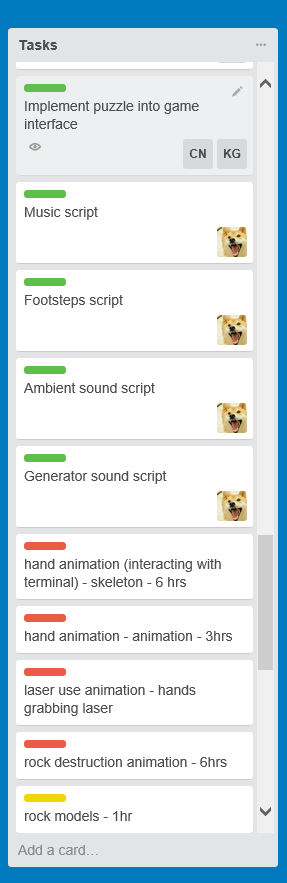 Tasks
Implement puzzle into game
interface
CN KG
Music script
Footsteps script
Ambient sound script
Generator sound script
hand animation (interacting with
terminal) - skeleton - 6 hrs
hand animation - animation - 3hrs
laser use animation - hands
grabbing laser
rock destruction animation - 6hrs
rock models - 1hr
Add a card...